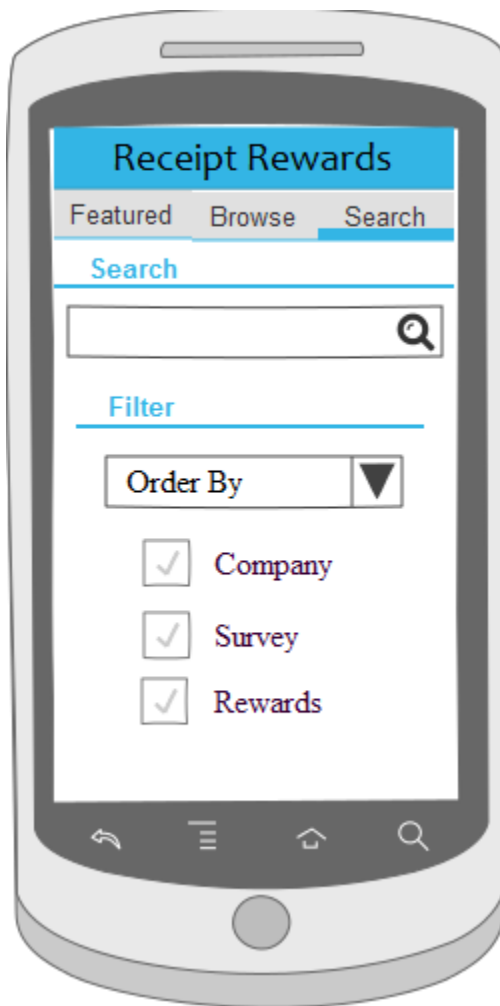 Receipt Rewards
Featured Browse Search
Search
Filter
Order By
Company
Survey
Rewards